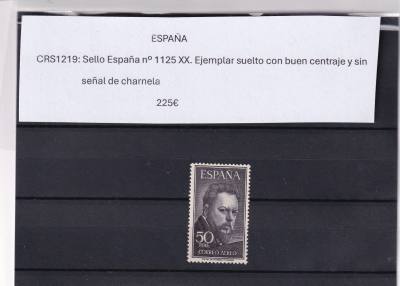 ESPAÑA
CRS1219: Sello España nº 1125 XX. Ejemplar suelto con buen centraje y sin
señal de charnela
225€
ESPAÑA
50
PTAS
CORREO AEREO